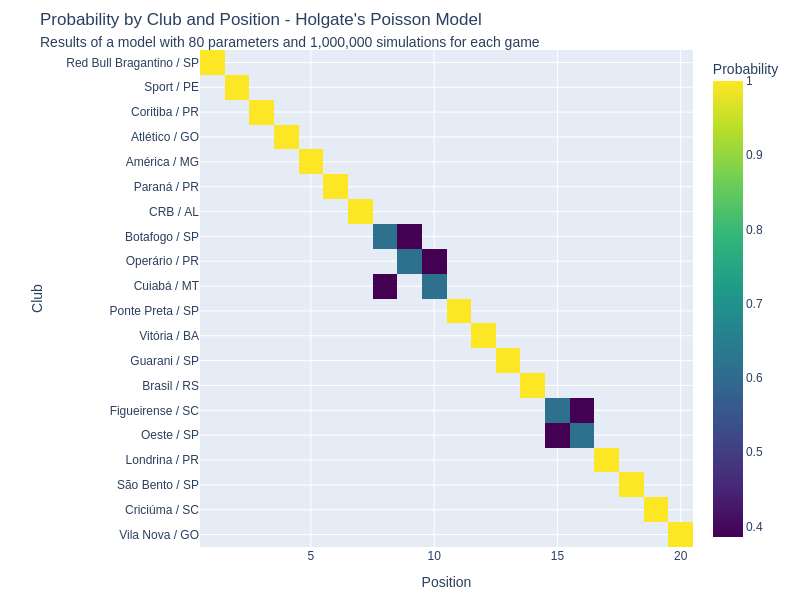 Probability by Club and Position - Holgate's Poisson Model
Results of a model with 80 parameters and 1,000,000 simulations for each game
Probability
Red Bull Bragantino / SP
Sport / PE
Coritiba / PR
Atlético / GO
América / MG
Paraná / PR
CRB / AL
Botafogo / SP
Operário / PR
Cuiabá / MT
Ponte Preta / SP
Vitória / BA
Guarani / SP
Brasil / RS
Figueirense / SC
Oeste / SP
Londrina / PR
São Bento / SP
Criciúma / SC
Vila Nova / GO
Club
5
10
15
20
Position
1
0.9
0.8
0.7
0.6
0.5
0.4